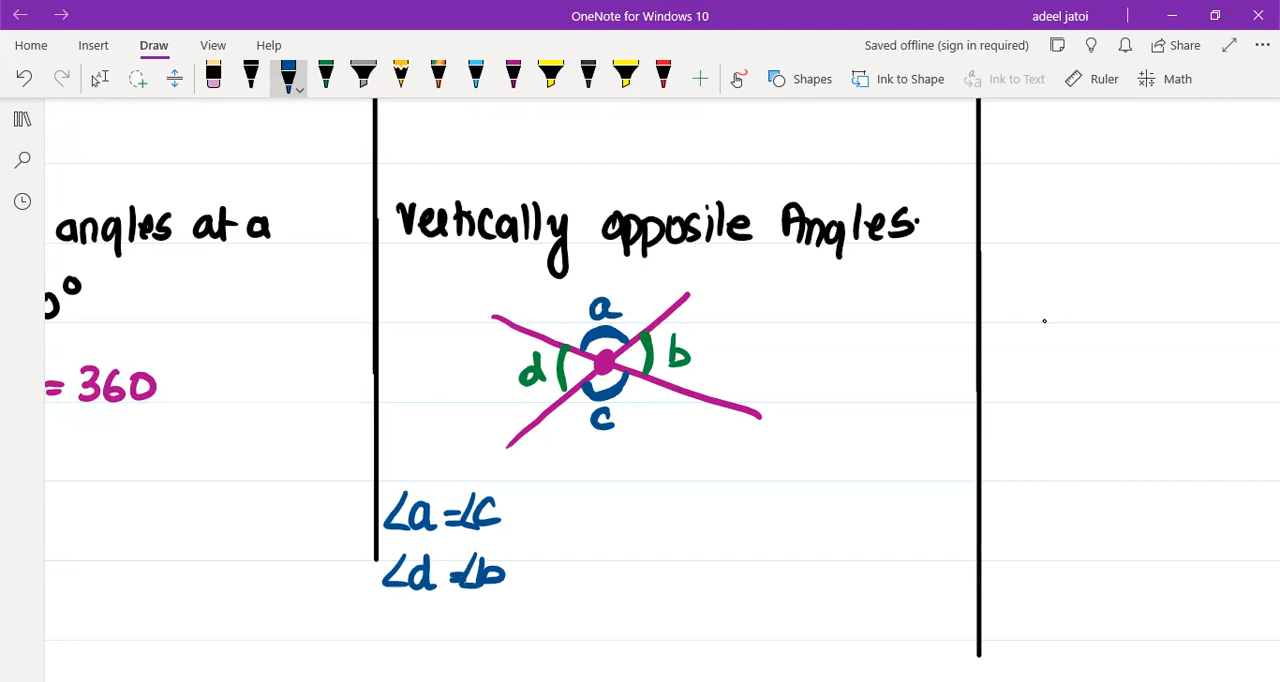 OneNote for Windows 10
adeel jatoi
Home Insert Draw View Help
Saved offline (sign in required)
Share
Shapes
Ink to Shape
Ink to Text
Ruler
Math
angles at a
0°
= 360
Vertically opposite Angles.
a
b
d
c
∠a=∠c
∠d=∠b